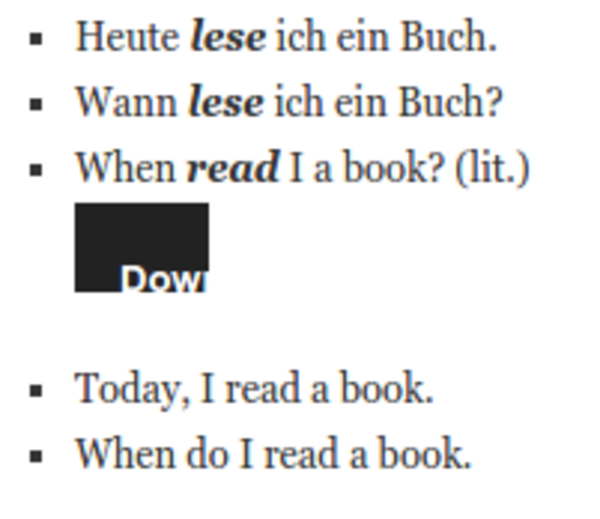 Heute lese ich ein Buch.
Wann lese ich ein Buch?
When read I a book? (lit.)
Today, I read a book.
When do I read a book.